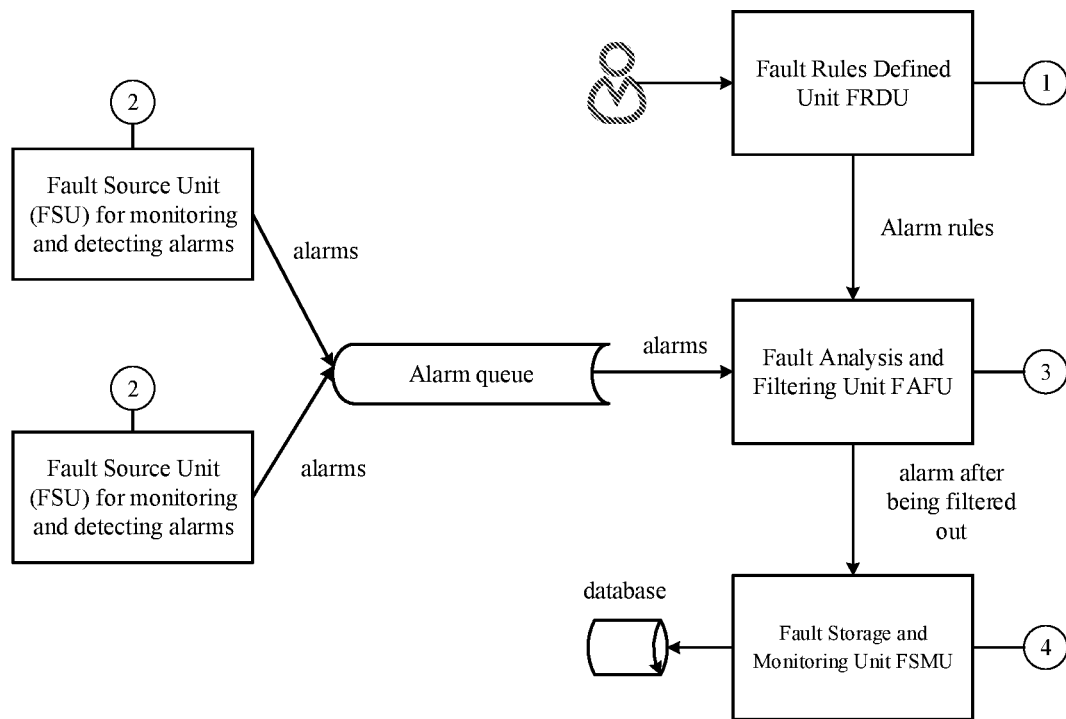 Fault Rules Defined
Unit FRDU
1
2
Fault Source Unit
(FSU) for monitoring
and detecting alarms
alarms
Alarm rules
Alarm queue
alarms
Fault Analysis and
Filtering Unit FAFU
3
2
Fault Source Unit
(FSU) for monitoring
and detecting alarms
alarms
alarm after
being filtered
out
database
Fault Storage and
Monitoring Unit FSMU
4